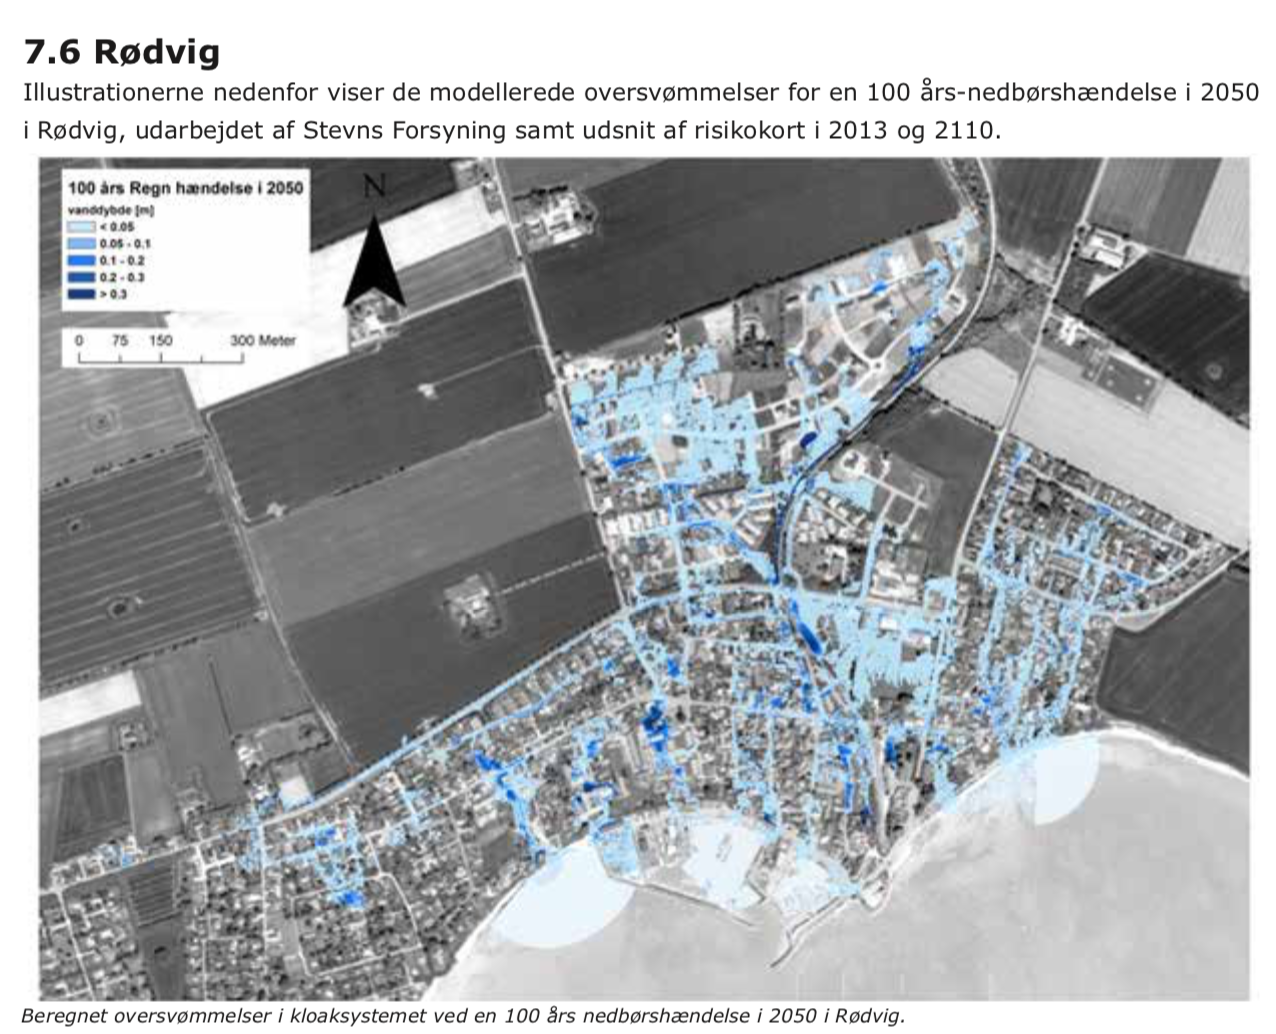 7.6 Rødvig
Illustrationerne nedenfor viser de modellerede oversvømmelser for en 100 års-nedbørshændelse i 2050
i Rødvig, udarbejdet af Stevns Forsyning samt udsnit af risikokort i 2013 og 2110.
100 års Regn hændelse i 2050
vanddybde [m]
< 0.05
0.05 - 0.1
0.1 - 0.2
0.2 - 0.3
> 0.3
N
0 75 150 300 Meter
Beregnet oversvømmelser i kloaksystemet ved en 100 års nedbørshændelse i 2050 i Rødvig.